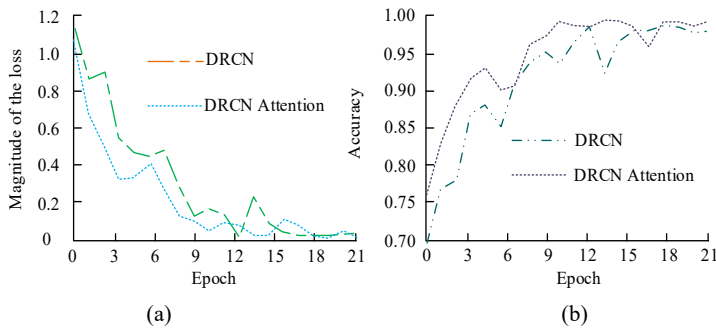 Magnitude of the loss
1.2
1.0
0.8
0.6
0.4
0.2
0
DRCN
DRCN Attention
0 3 6 9 12 15 18 21
Epoch
(a)
Accuracy
1.00
0.95
0.90
0.85
0.80
0.75
0.70
DRCN
DRCN Attention
0 3 6 9 12 15 18 21
Epoch
(b)